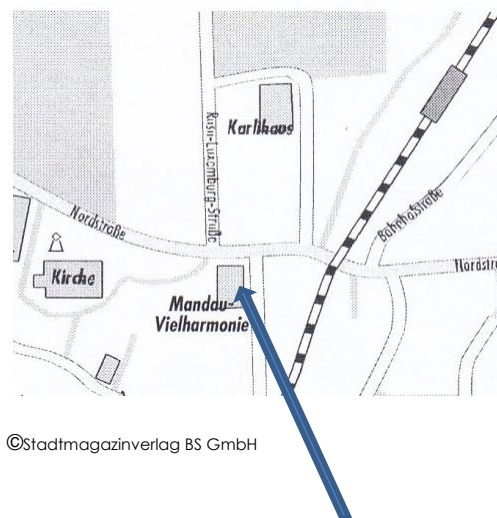 Karlihaus
Rosa-Luxemburg-Straße
Bahnhofstraße
Nordstraße
Nordstr
Kirche
Mandau-
Vielharmonie
©Stadtmagazinverlag BS GmbH